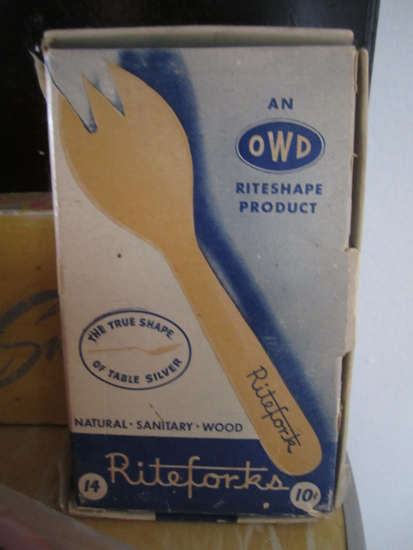 AN
OWD
RITESHAPE
PRODUCT
THE TRUE SHAPE
OF TABLE SILVER
Ritefork
NATURAL · SANITARY · WOOD
Riteforks
14
10¢